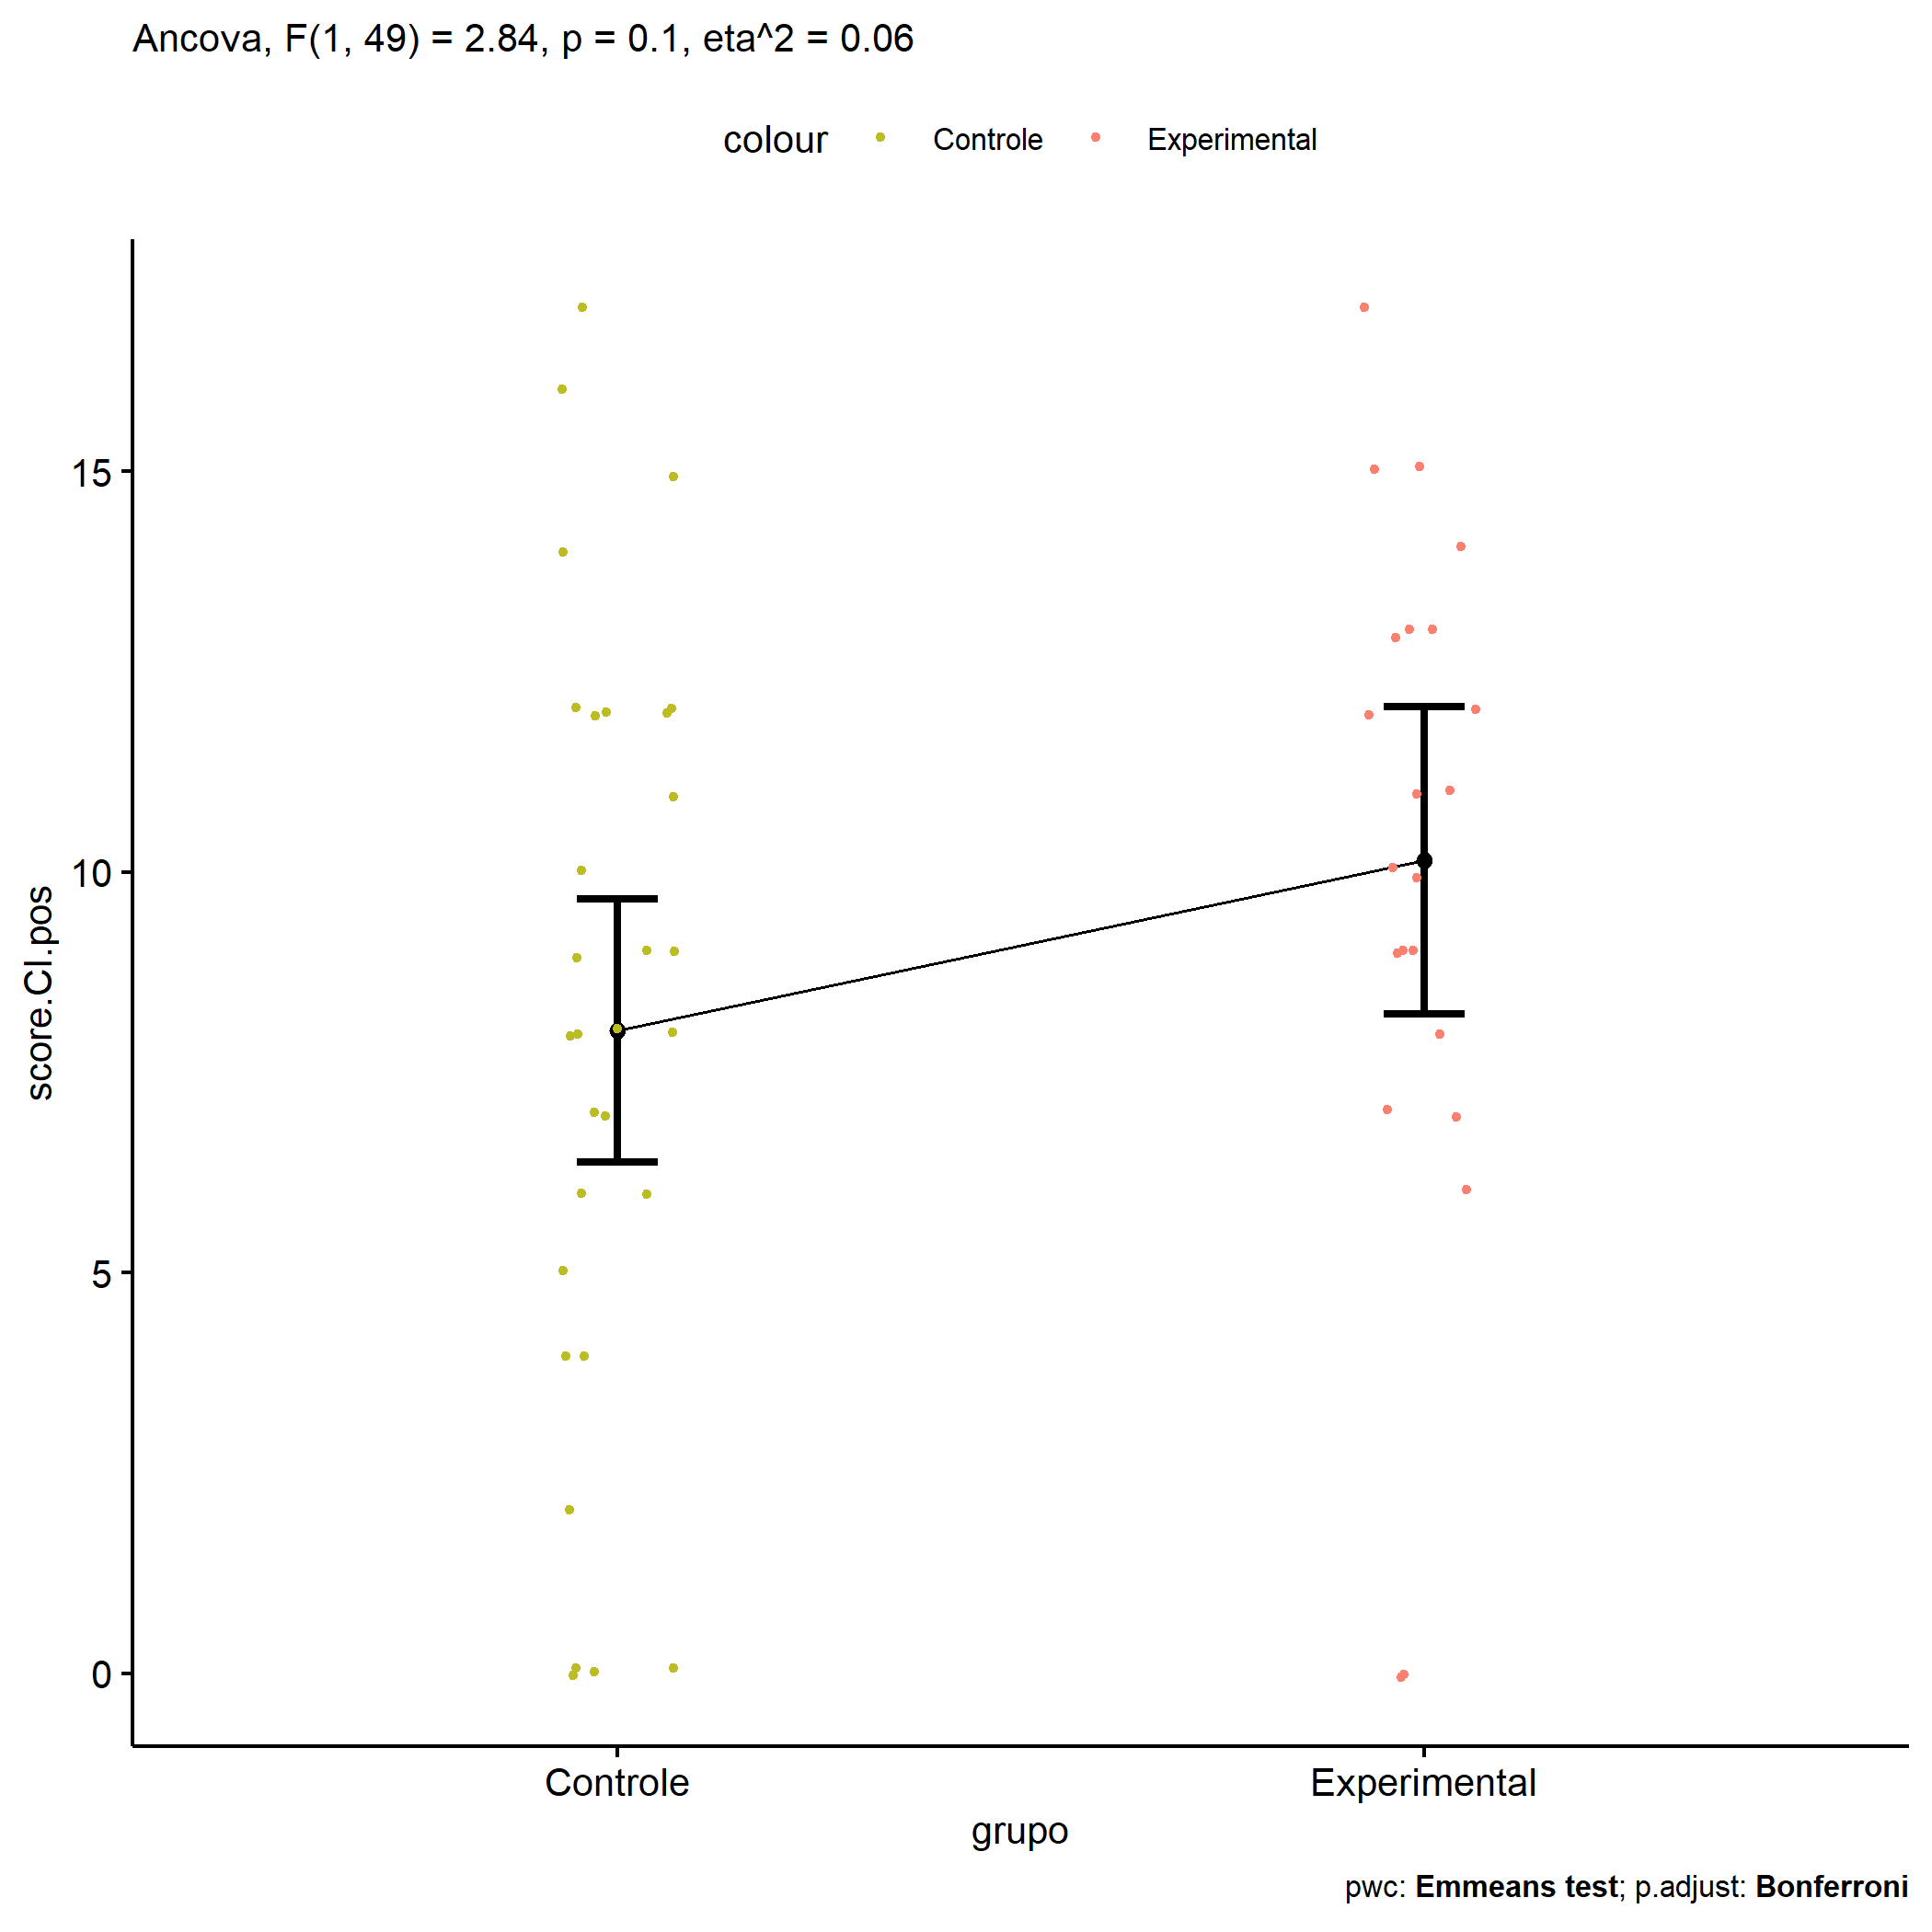 Ancova, F(1, 49) = 2.84, p = 0.1, eta^2 = 0.06
colour Controle Experimental
15
10
5
0
score.CI.pos
Controle Experimental
grupo
pwc: Emmeans test; p.adjust: Bonferroni